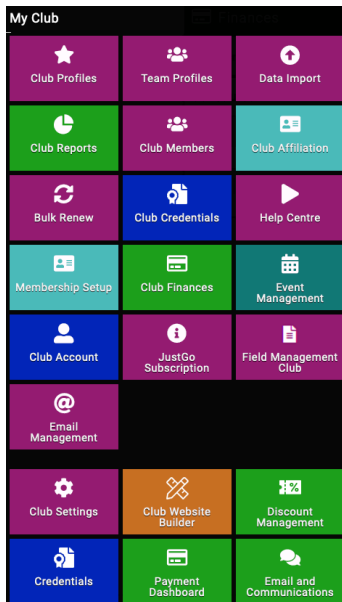 My Club
Finances
Club Profiles
Team Profiles
Data Import
Club Reports
Club Members
Club Affiliation
Bulk Renew
Club Credentials
Help Centre
Membership Setup
Club Finances
Event
Management
Club Account
JustGo
Subscription
Field Management
Club
Email
Management
Club Settings
Club Website
Builder
%
Discount
Management
Credentials
Payment
Dashboard
Email and
Communications